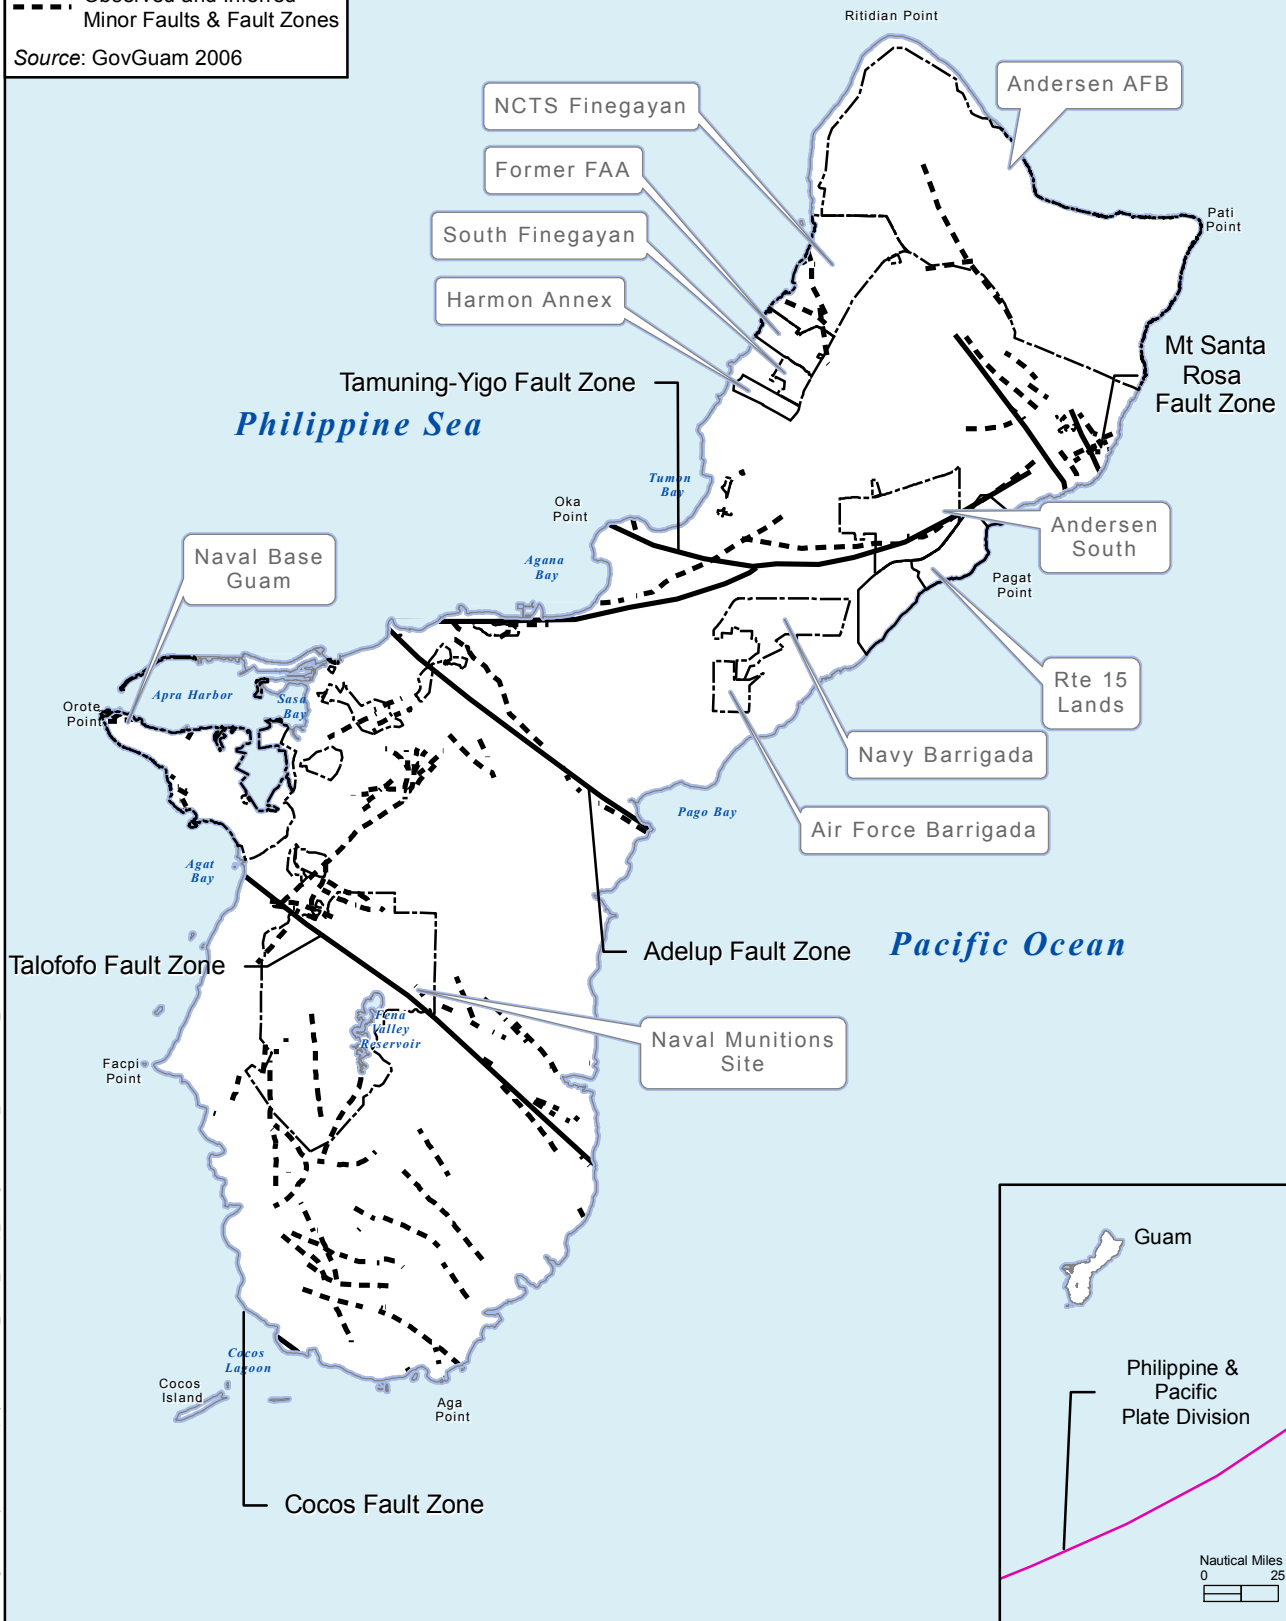 Observed and Inferred
Minor Faults & Fault Zones
Source: GovGuam 2006
Ritidian Point
Andersen AFB
NCTS Finegayan
Former FAA
South Finegayan
Harmon Annex
Pati
Point
Mt Santa
Rosa
Fault Zone
Tamuning-Yigo Fault Zone
Philippine Sea
Tumon
Bay
Oka
Point
Andersen
South
Naval Base
Guam
Agana
Bay
Pagat
Point
Rte 15
Lands
Apra Harbor
Sasa
Bay
Orote
Point
Navy Barrigada
Pago Bay
Air Force Barrigada
Agat
Bay
Talofofo Fault Zone
Adelup Fault Zone
Pacific Ocean
Fena
Valley
Reservoir
Naval Munitions
Site
Facpi
Point
Guam
Cocos
Lagoon
Cocos
Island
Aga
Point
Philippine &
Pacific
Plate Division
Cocos Fault Zone
Nautical Miles
0 25